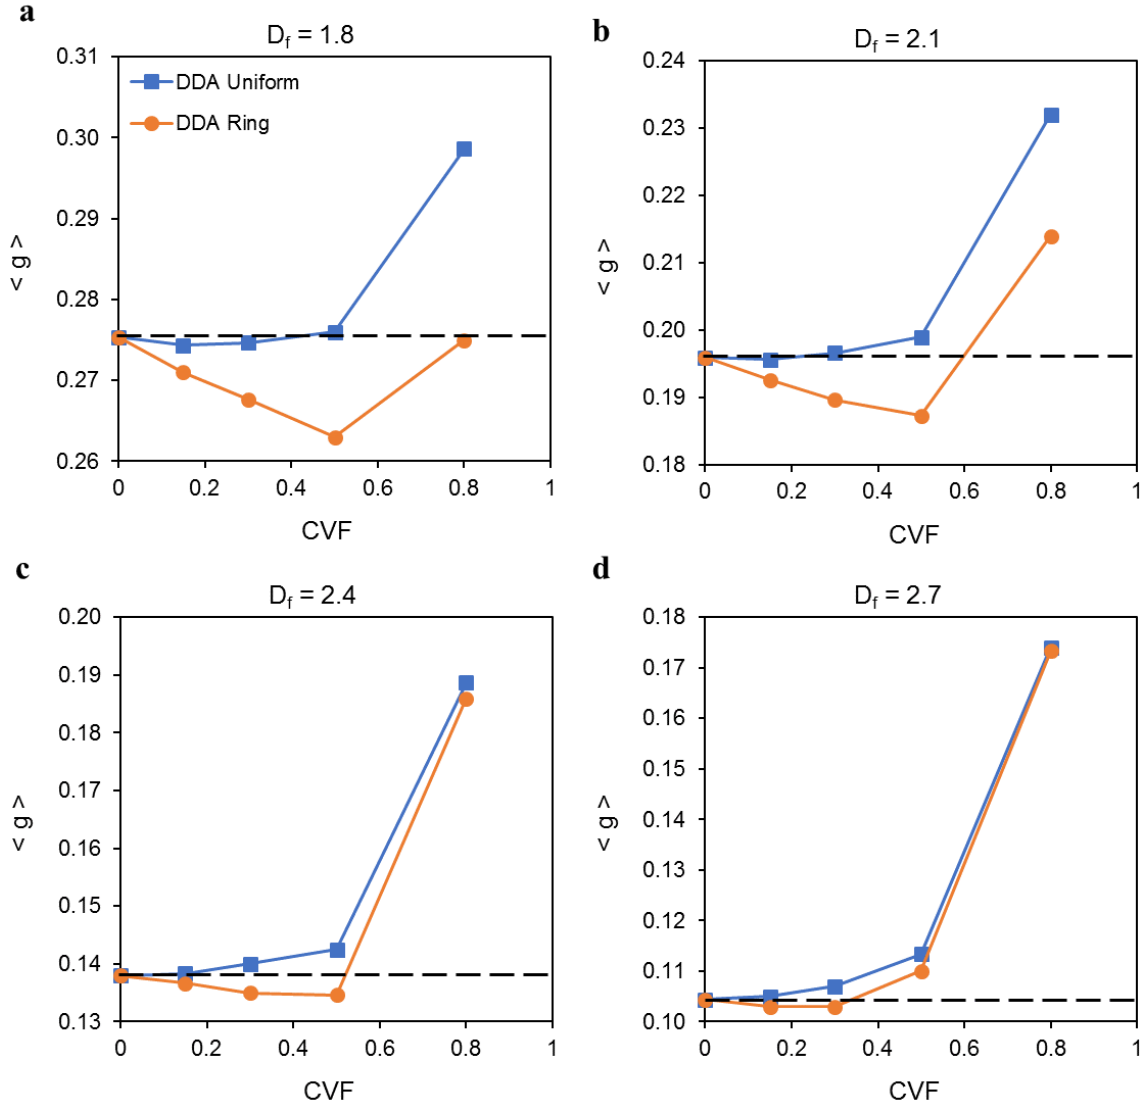 a
D_f = 1.8
0.31
0.30
0.29
0.28
0.27
0.26
< g >
DDA Uniform
DDA Ring
0 0.2 0.4 0.6 0.8 1
CVF
b
D_f = 2.1
0.24
0.23
0.22
0.21
0.20
0.19
0.18
< g >
0 0.2 0.4 0.6 0.8 1
CVF
c
D_f = 2.4
0.20
0.19
0.18
0.17
0.16
0.15
0.14
0.13
< g >
0 0.2 0.4 0.6 0.8 1
CVF
d
D_f = 2.7
0.18
0.17
0.16
0.15
0.14
0.13
0.12
0.11
0.10
< g >
0 0.2 0.4 0.6 0.8 1
CVF